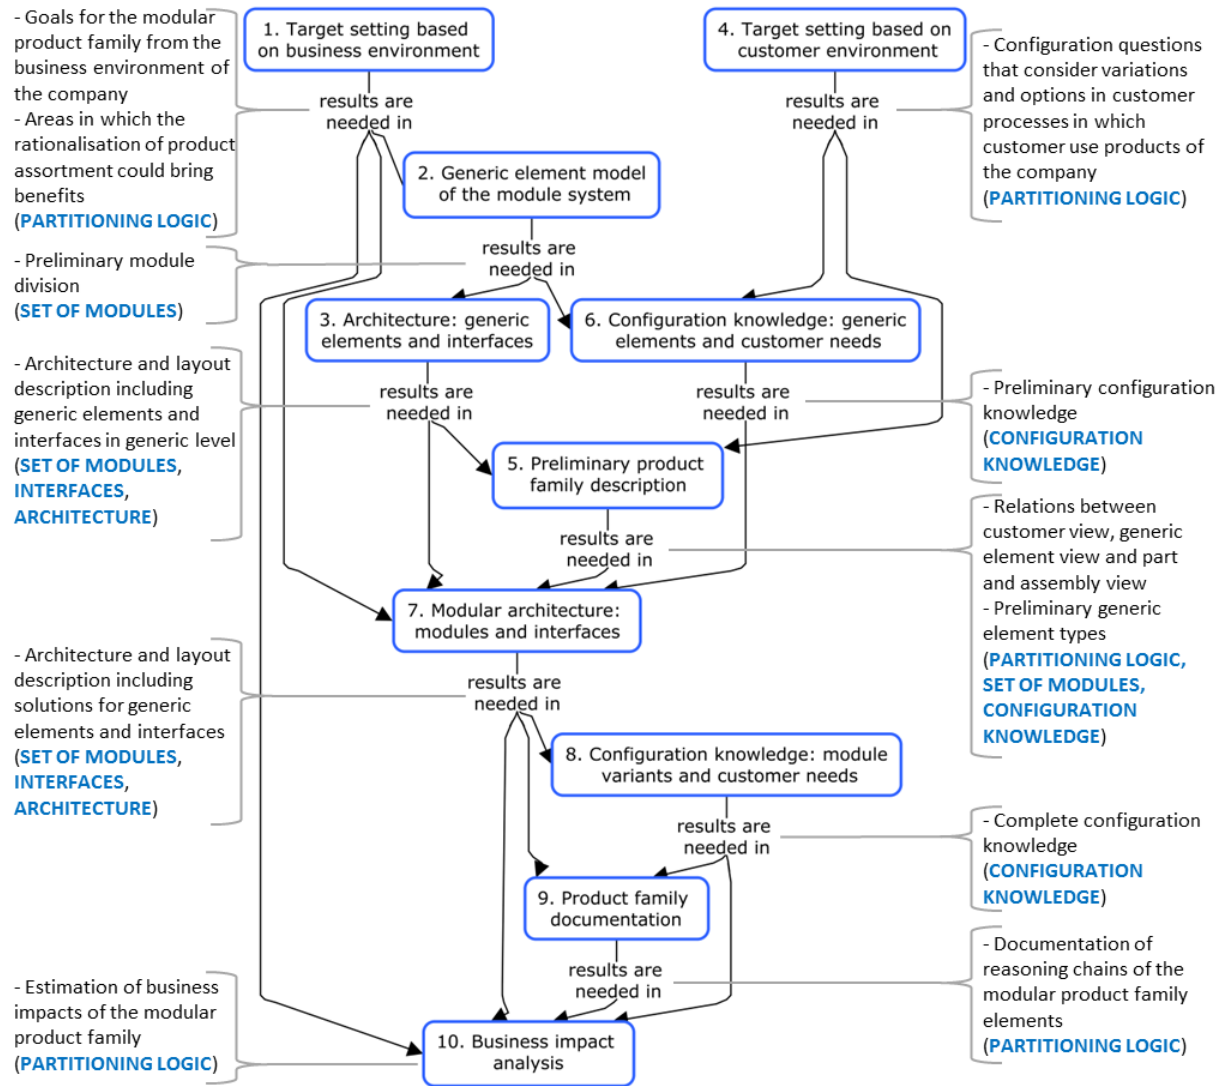 - Goals for the modular
product family from the
business environment of
the company
- Areas in which the
rationalisation of product
assortment could bring
benefits
(PARTITIONING LOGIC)
1. Target setting based
on business environment
results are
needed in
4. Target setting based on
customer environment
results are
needed in
- Configuration questions
that consider variations
and options in customer
processes in which
customer use products of
the company
(PARTITIONING LOGIC)
2. Generic element model
of the module system
results are
needed in
- Preliminary module
division
(SET OF MODULES)
3. Architecture: generic
elements and interfaces
results are
needed in
6. Configuration knowledge: generic
elements and customer needs
results are
needed in
- Architecture and layout
description including
generic elements and
interfaces in generic level
(SET OF MODULES,
INTERFACES,
ARCHITECTURE)
- Preliminary configuration
knowledge
(CONFIGURATION
KNOWLEDGE)
5. Preliminary product
family description
results are
needed in
- Relations between
customer view, generic
element view and part
and assembly view
- Preliminary generic
element types
(PARTITIONING LOGIC,
SET OF MODULES,
CONFIGURATION
KNOWLEDGE)
7. Modular architecture:
modules and interfaces
results are
needed in
- Architecture and layout
description including
solutions for generic
elements and interfaces
(SET OF MODULES,
INTERFACES,
ARCHITECTURE)
8. Configuration knowledge: module
variants and customer needs
results are
needed in
- Complete configuration
knowledge
(CONFIGURATION
KNOWLEDGE)
9. Product family
documentation
results are
needed in
- Documentation of
reasoning chains of the
modular product family
elements
(PARTITIONING LOGIC)
- Estimation of business
impacts of the modular
product family
(PARTITIONING LOGIC)
10. Business impact
analysis